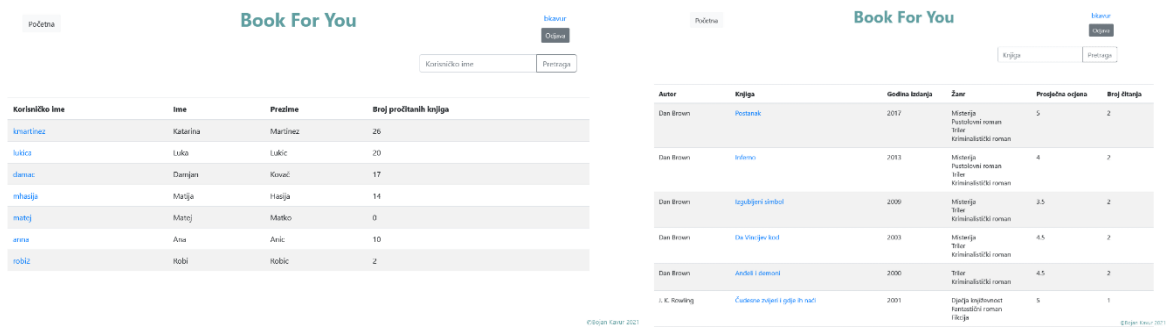 Početna
Book For You
bkavur
Odjava
Korisničko ime
Pretraga
Korisničko ime Ime Prezime Broj pročitanih knjiga
kmartinez Katarina Martinez 26
lukica Luka Lukic 20
damac Damjan Kovač 17
mhasija Matija Hasija 14
matej Matej Matko 0
anna Ana Anic 10
robi2 Robi Robic 2
©Bojan Kavur 2021
Početna
Book For You
bkavur
Odjava
Knjiga
Pretraga
Autor Knjiga Godina izdanja Žanr Prosječna ocjena Broj čitanja
Dan Brown Postanak 2017 Misterija 5 2
Pustolovni roman
Triler
Kriminalistički roman
Dan Brown Inferno 2013 Misterija 4 2
Pustolovni roman
Triler
Kriminalistički roman
Dan Brown Izgubljeni simbol 2009 Misterija 3.5 2
Triler
Kriminalistički roman
Dan Brown Da Vincijev kod 2003 Misterija 4.5 2
Triler
Kriminalistički roman
Dan Brown Anđeli i demoni 2000 Triler 4.5 2
Kriminalistički roman
J. K. Rowling Čudesne zvijeri i gdje ih naći 2001 Dječja književnost 5 1
Fantastični roman
Fikcija
©Bojan Kavur 2021